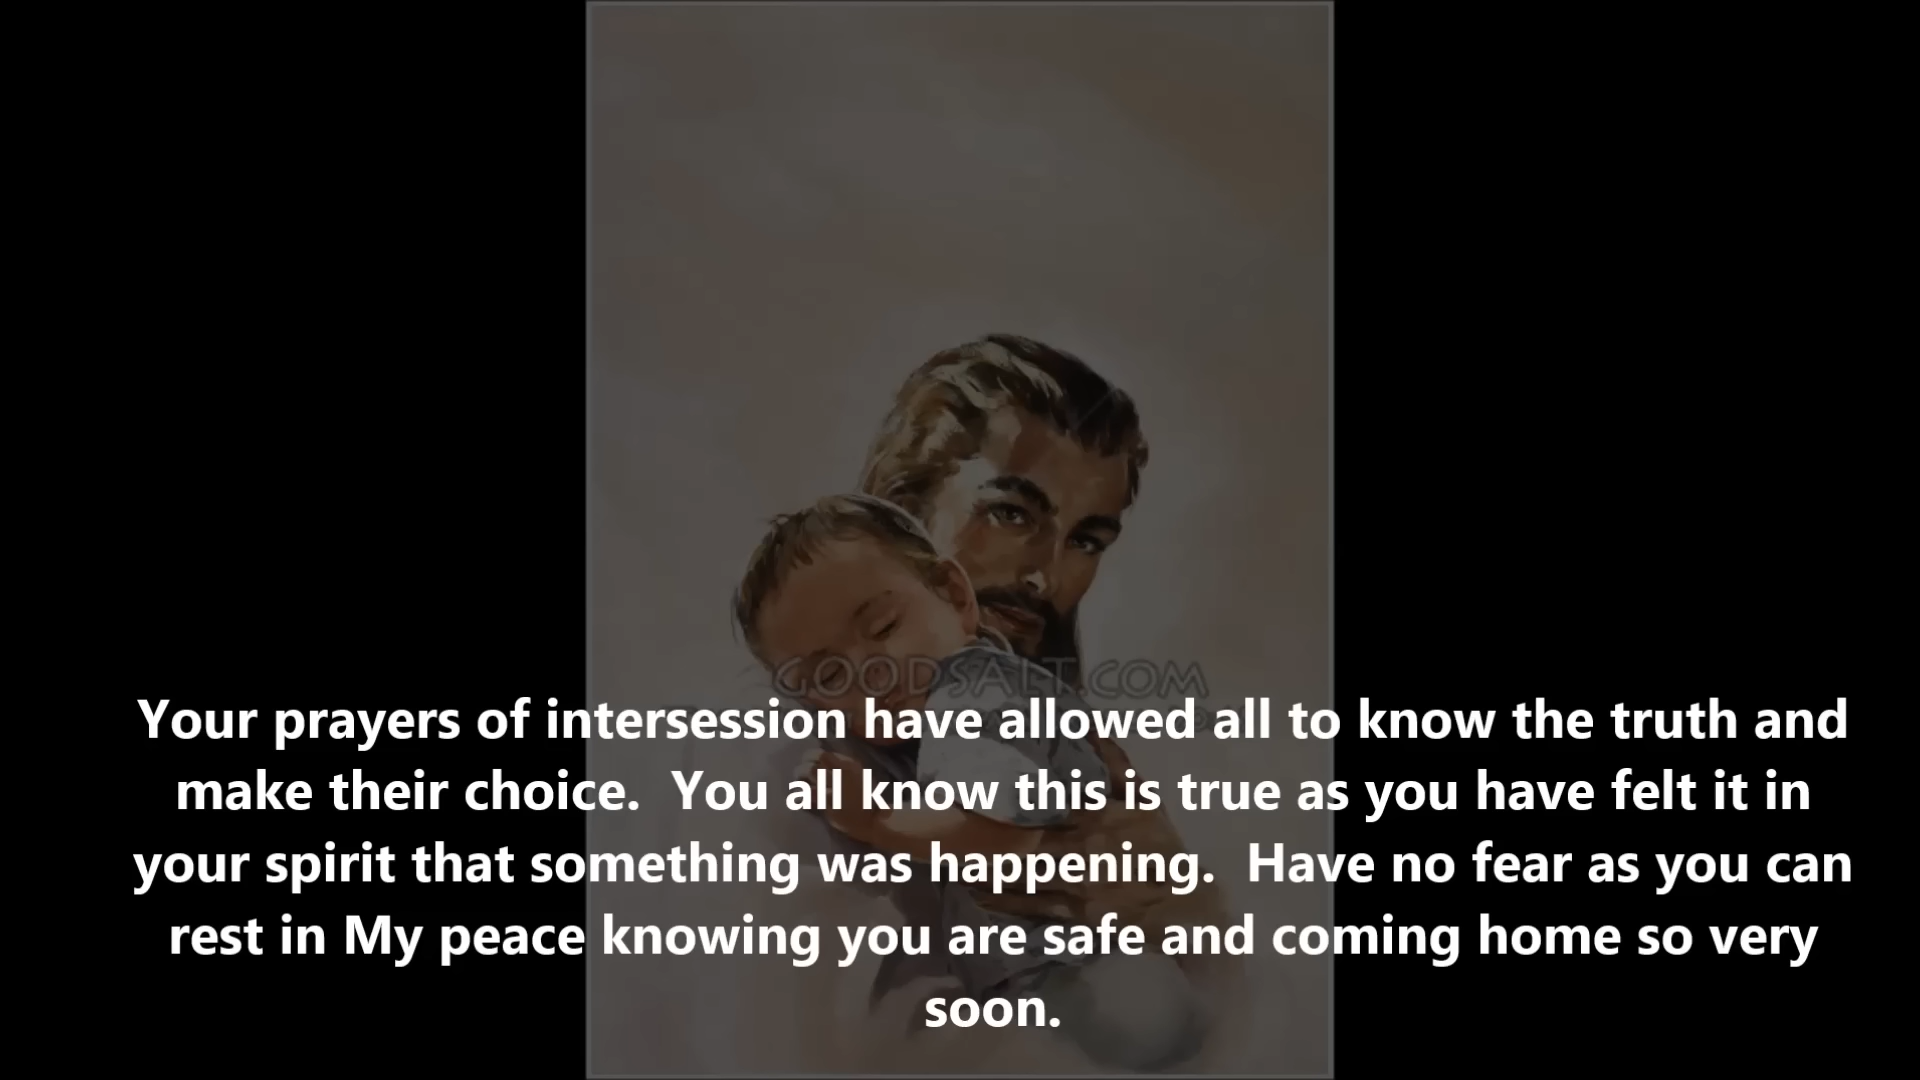 GOODSALT.COM
Your prayers of intersession have allowed all to know the truth and
make their choice.  You all know this is true as you have felt it in
your spirit that something was happening.  Have no fear as you can
rest in My peace knowing you are safe and coming home so very
soon.